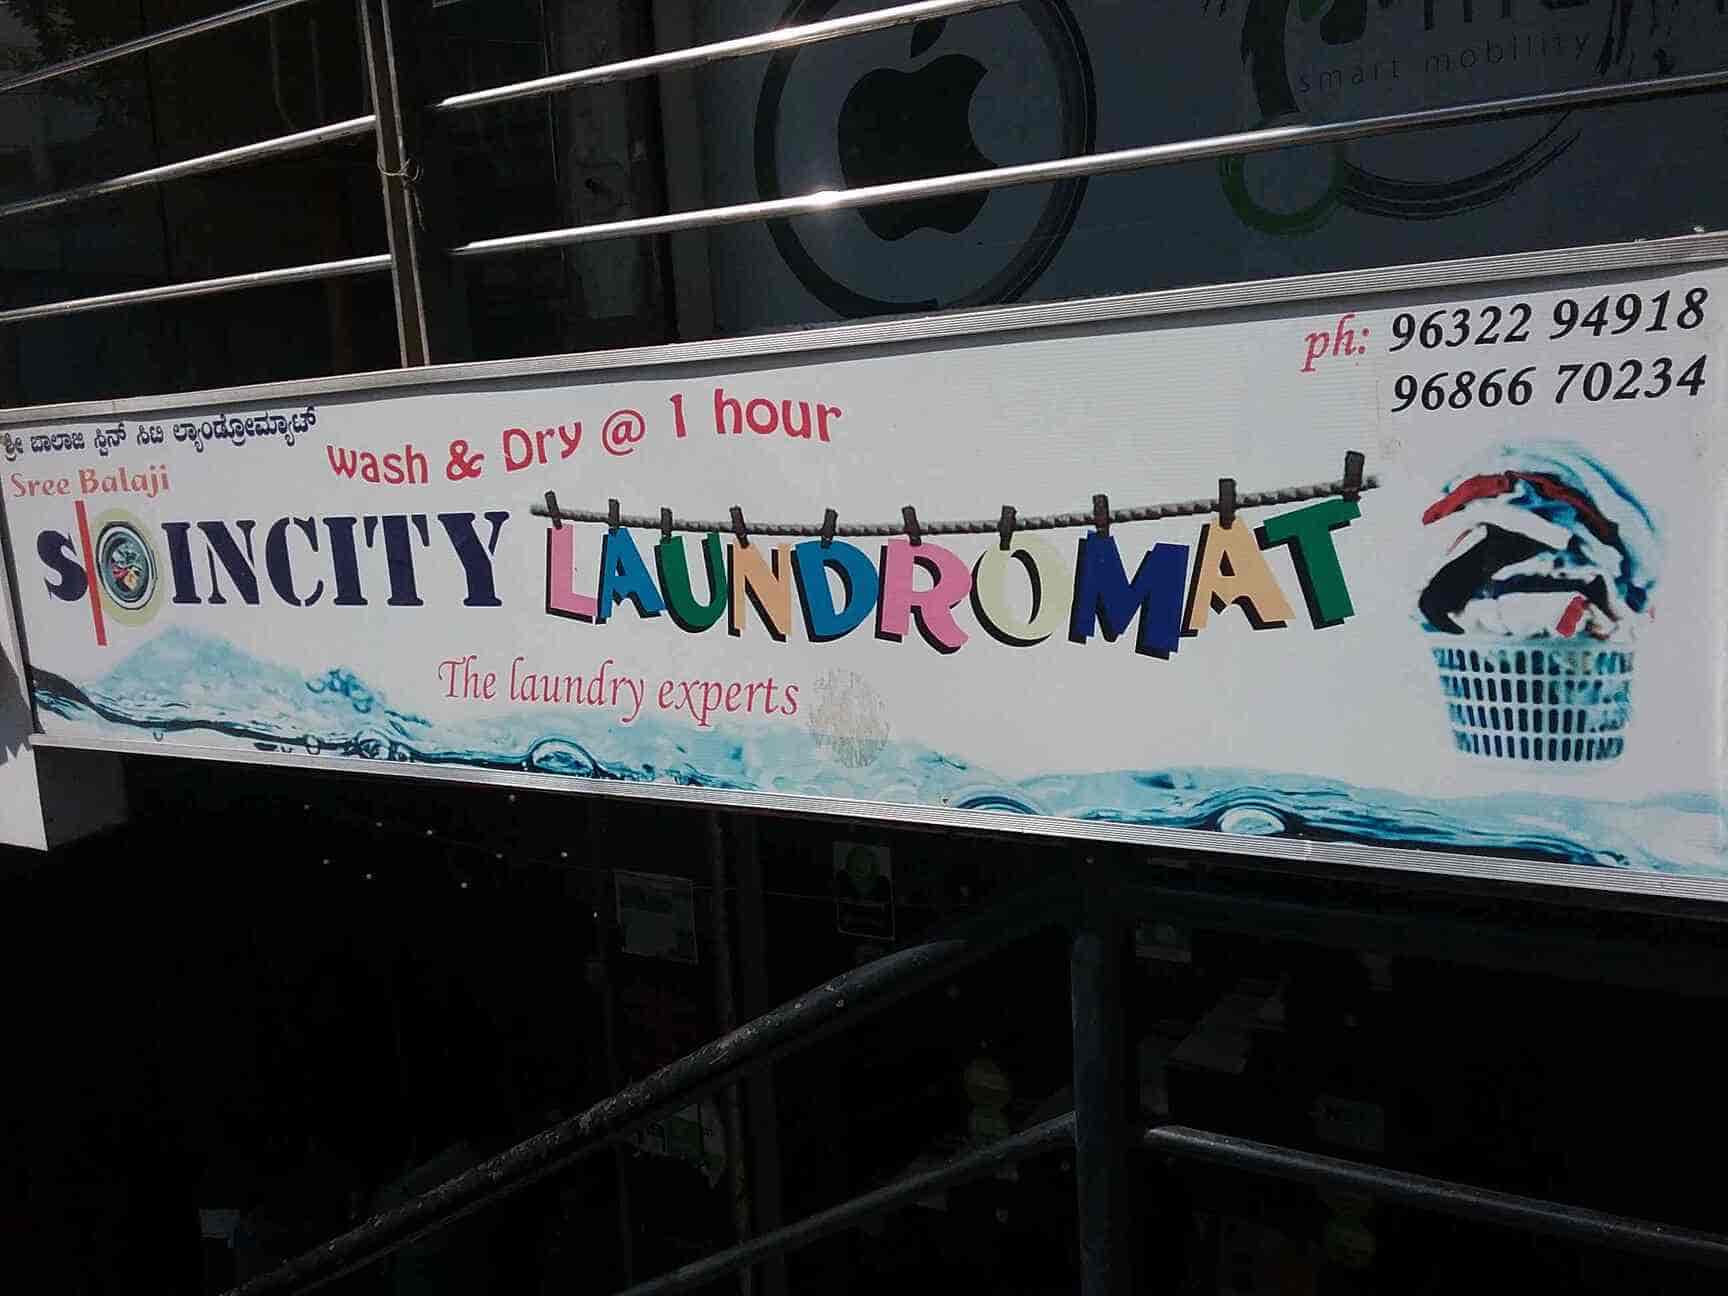 smart mobility
ph: 96322 94918
96866 70234
ಶ್ರೀ ಬಾಲಾಜಿ ಸ್ಪಿನ್ ಸಿಟಿ ಲ್ಯಾಂಡ್ರೋಮ್ಯಾಟ್
Wash & Dry @ 1 hour
Sree Balaji
SPINCITY LAUNDROMAT
The laundry experts